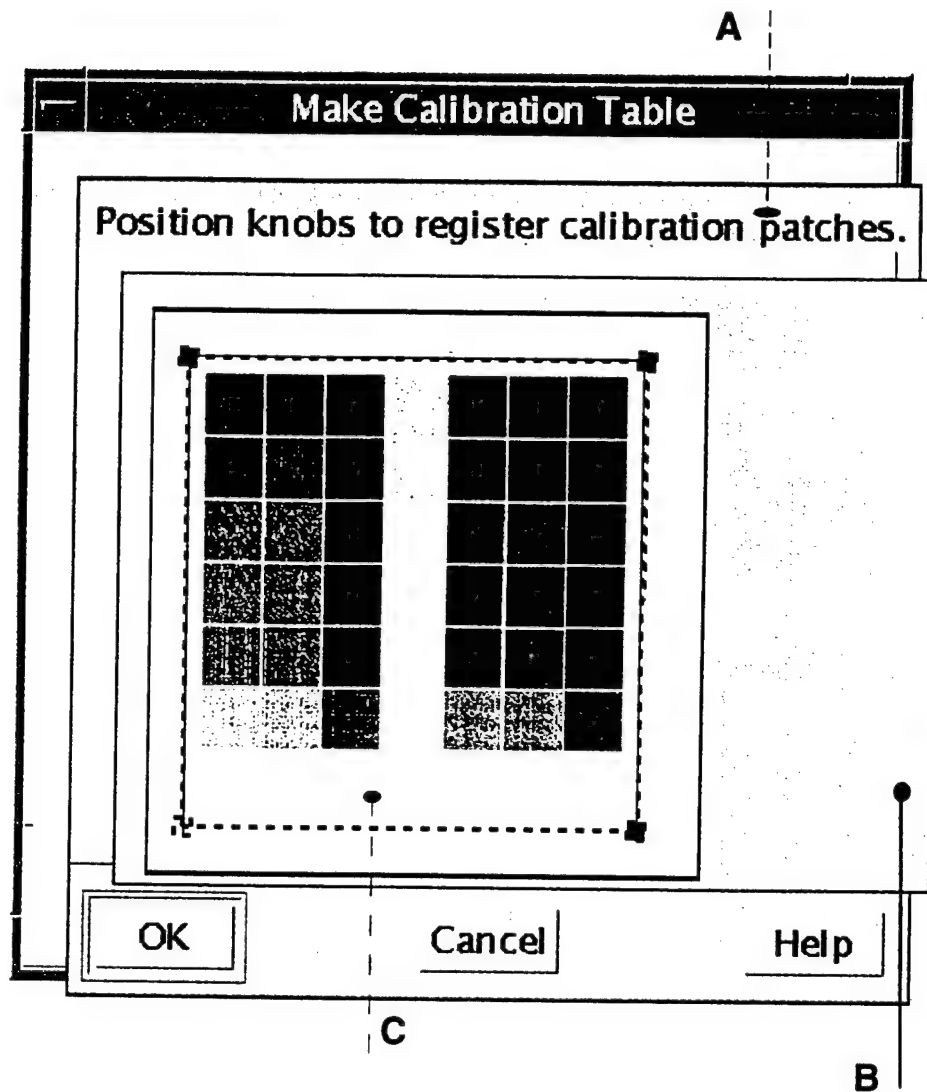 A
Make Calibration Table
Position knobs to register calibration patches.
OK Cancel Help
C
B